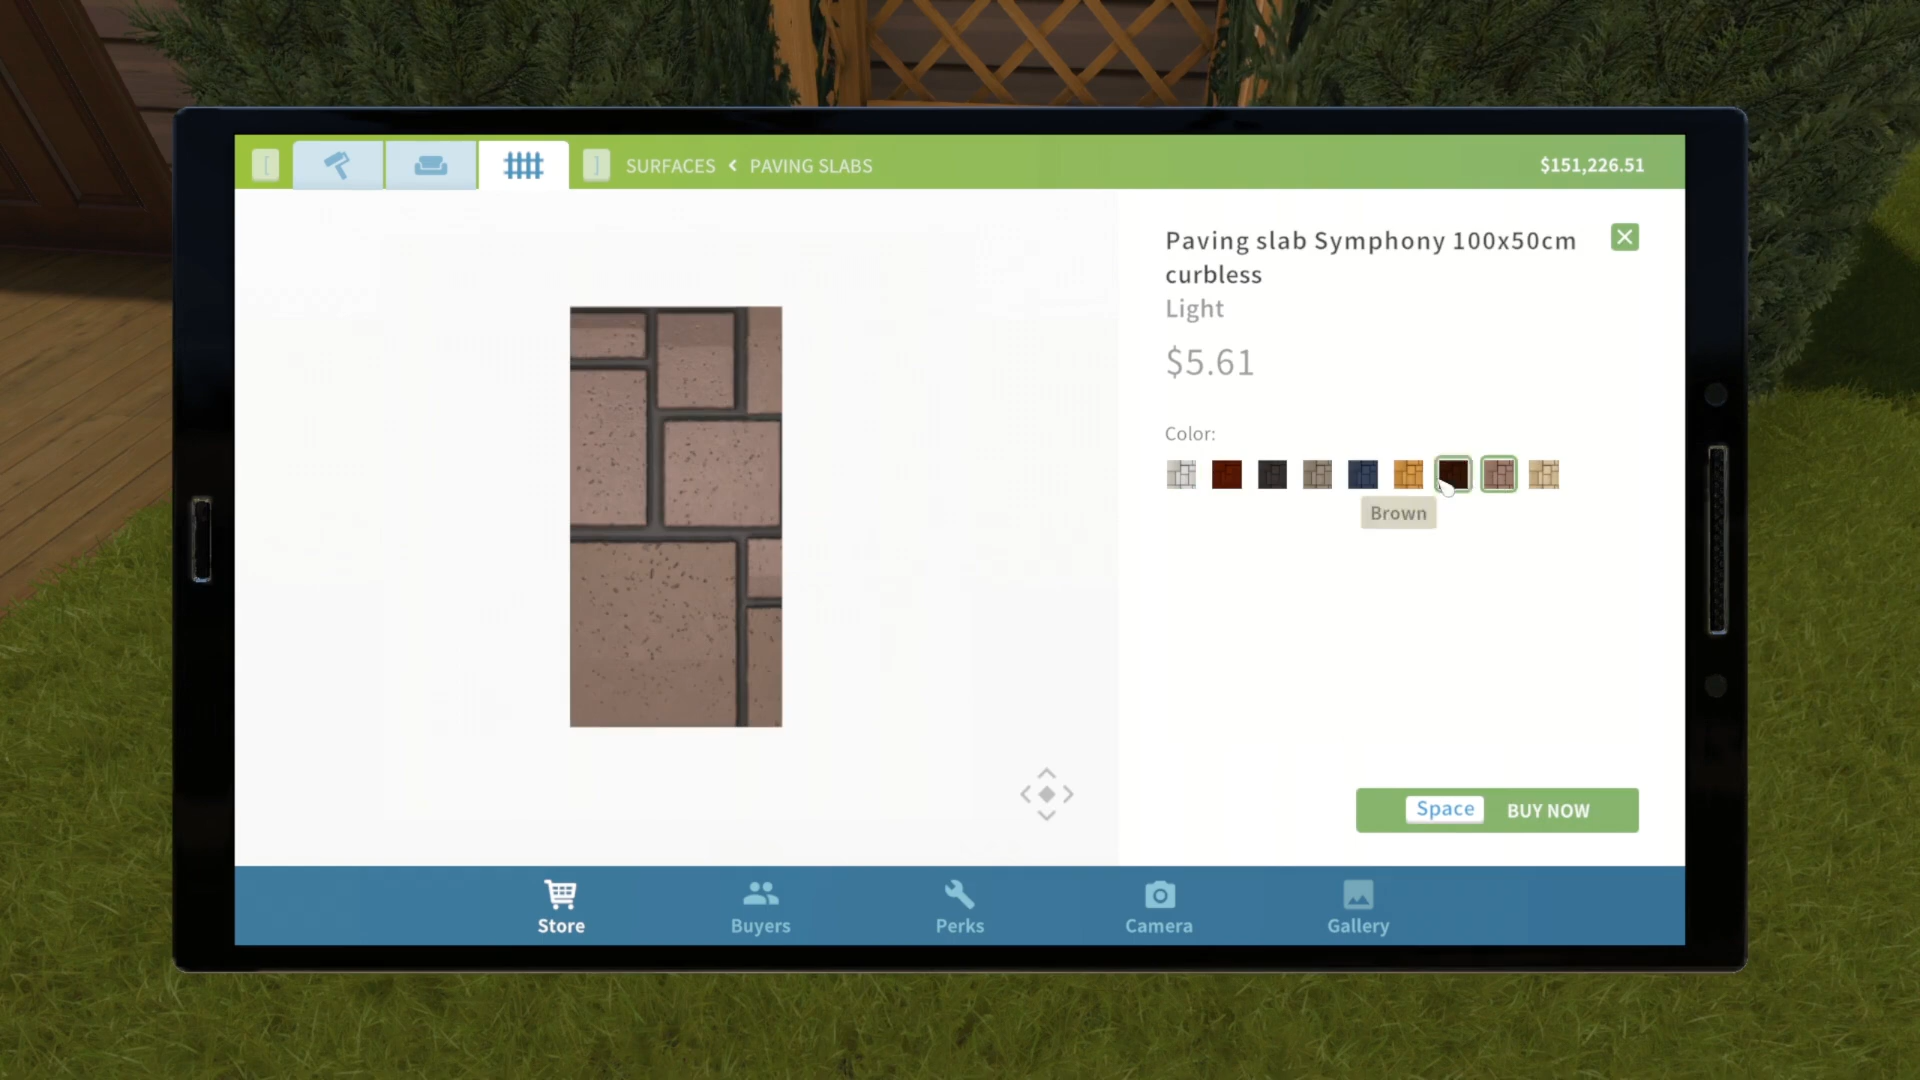 [
]
SURFACES < PAVING SLABS
$151,226.51
Paving slab Symphony 100x50cm
curbless
Light
$5.61
Color:
Brown
Space BUY NOW
Store
Buyers
Perks
Camera
Gallery